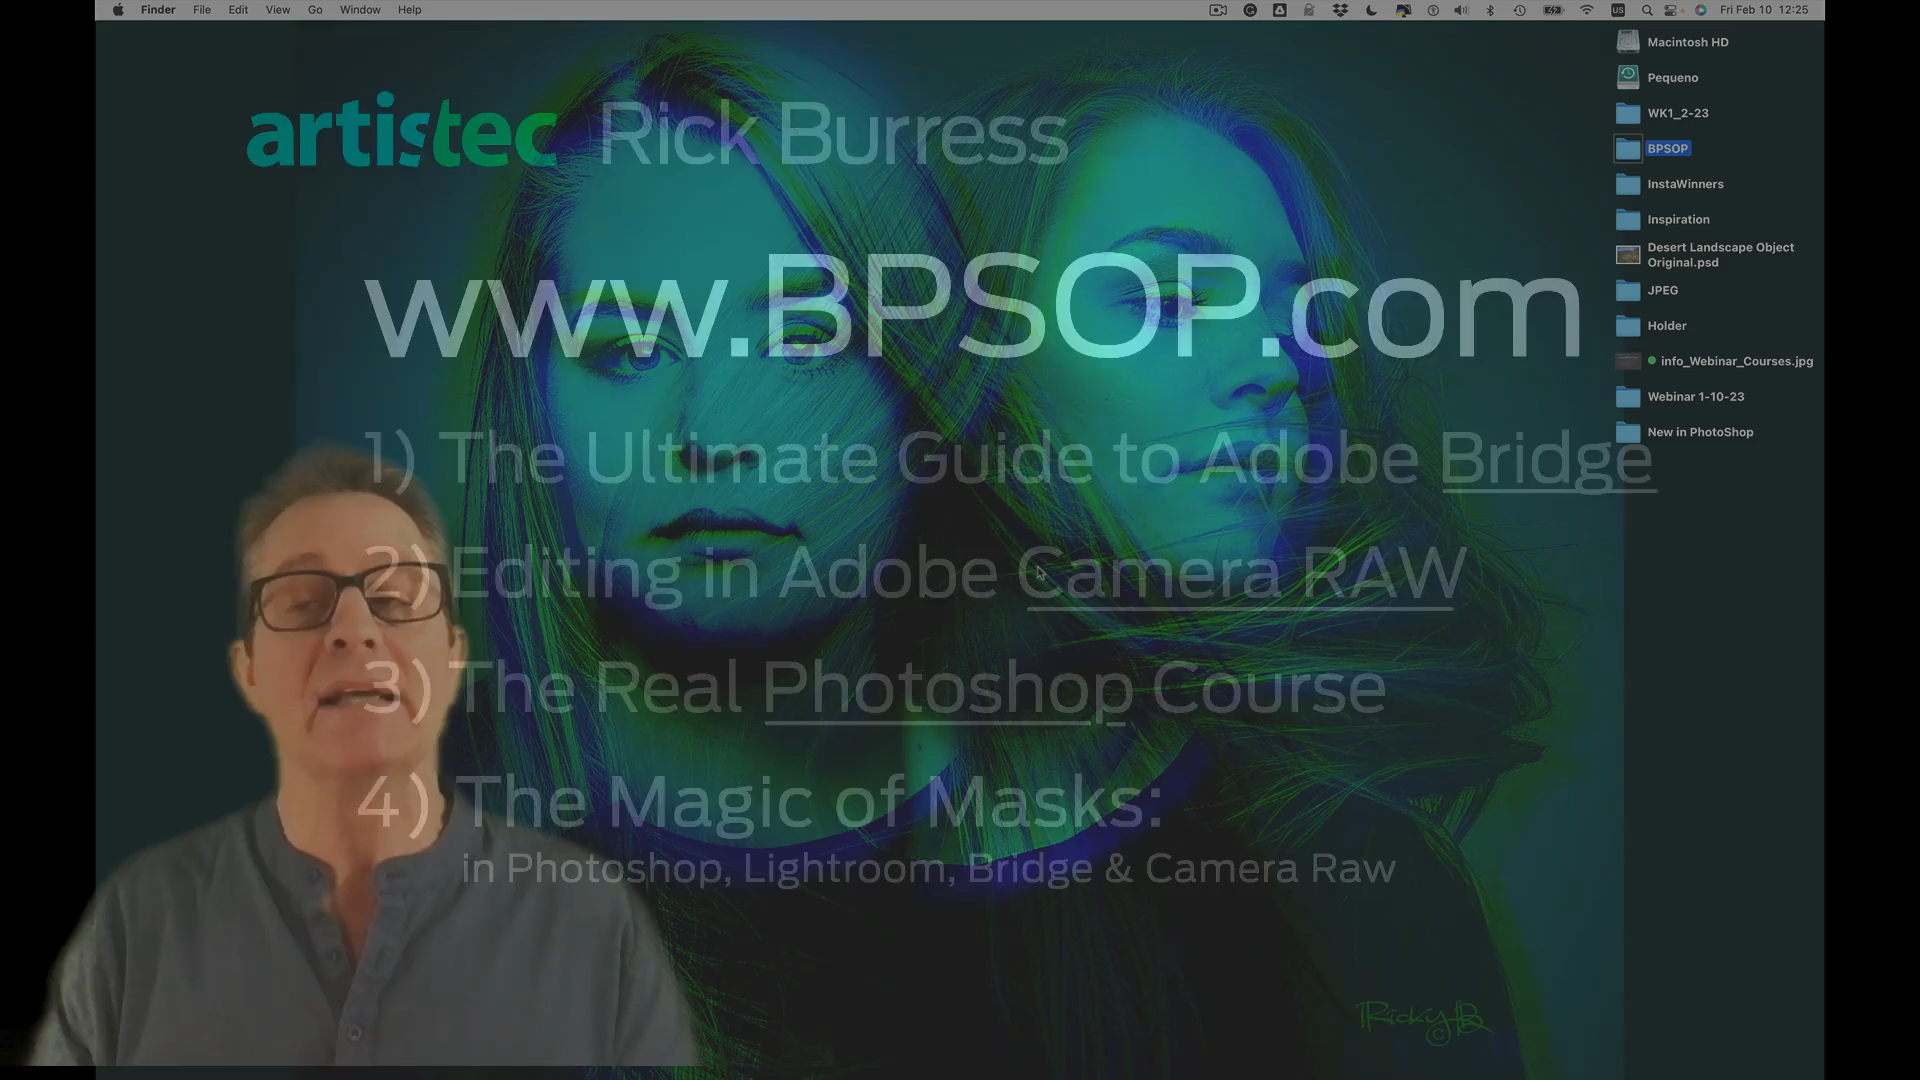 Finder File Edit View Go Window Help
US Fri Feb 10 12:25
Macintosh HD
Pequeno
WK1_2-23
BPSOP
InstaWinners
Inspiration
Desert Landscape Object
Original.psd
JPEG
Holder
info_Webinar_Courses.jpg
Webinar 1-10-23
New in PhotoShop
artistec Rick Burress
www.BPSOP.com
1) The Ultimate Guide to Adobe Bridge
2) Editing in Adobe Camera RAW
3) The Real Photoshop Course
4) The Magic of Masks:
in Photoshop, Lightroom, Bridge & Camera Raw
RickyB
©